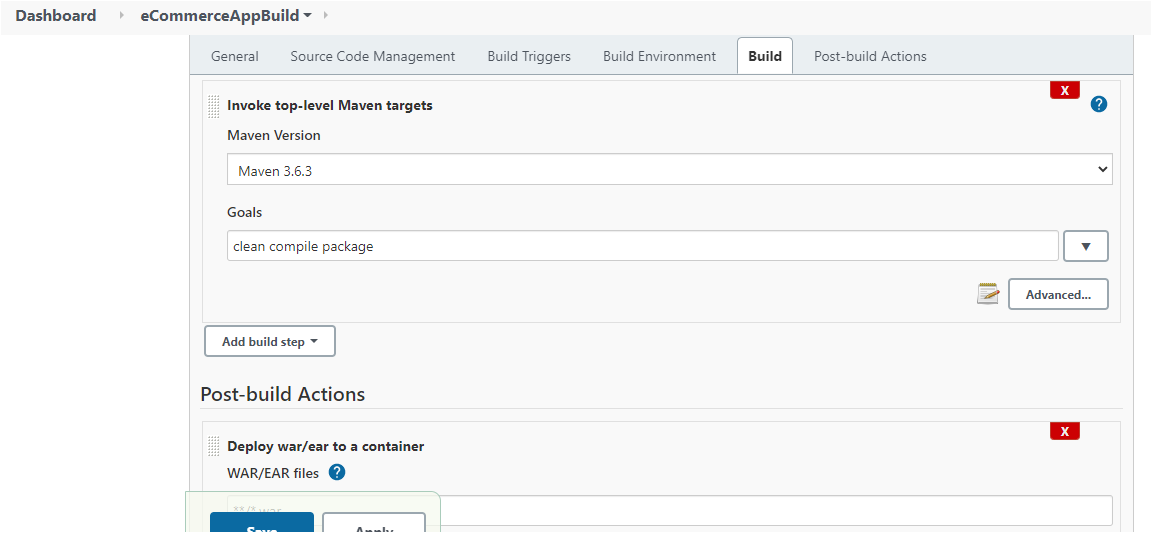 Dashboard eCommerceAppBuild
General Source Code Management Build Triggers Build Environment Build Post-build Actions
X
Invoke top-level Maven targets ?
Maven Version
Maven 3.6.3
Goals
clean compile package
Advanced...
Add build step
Post-build Actions
X
Deploy war/ear to a container
WAR/EAR files ?
**/*.war
Save Apply